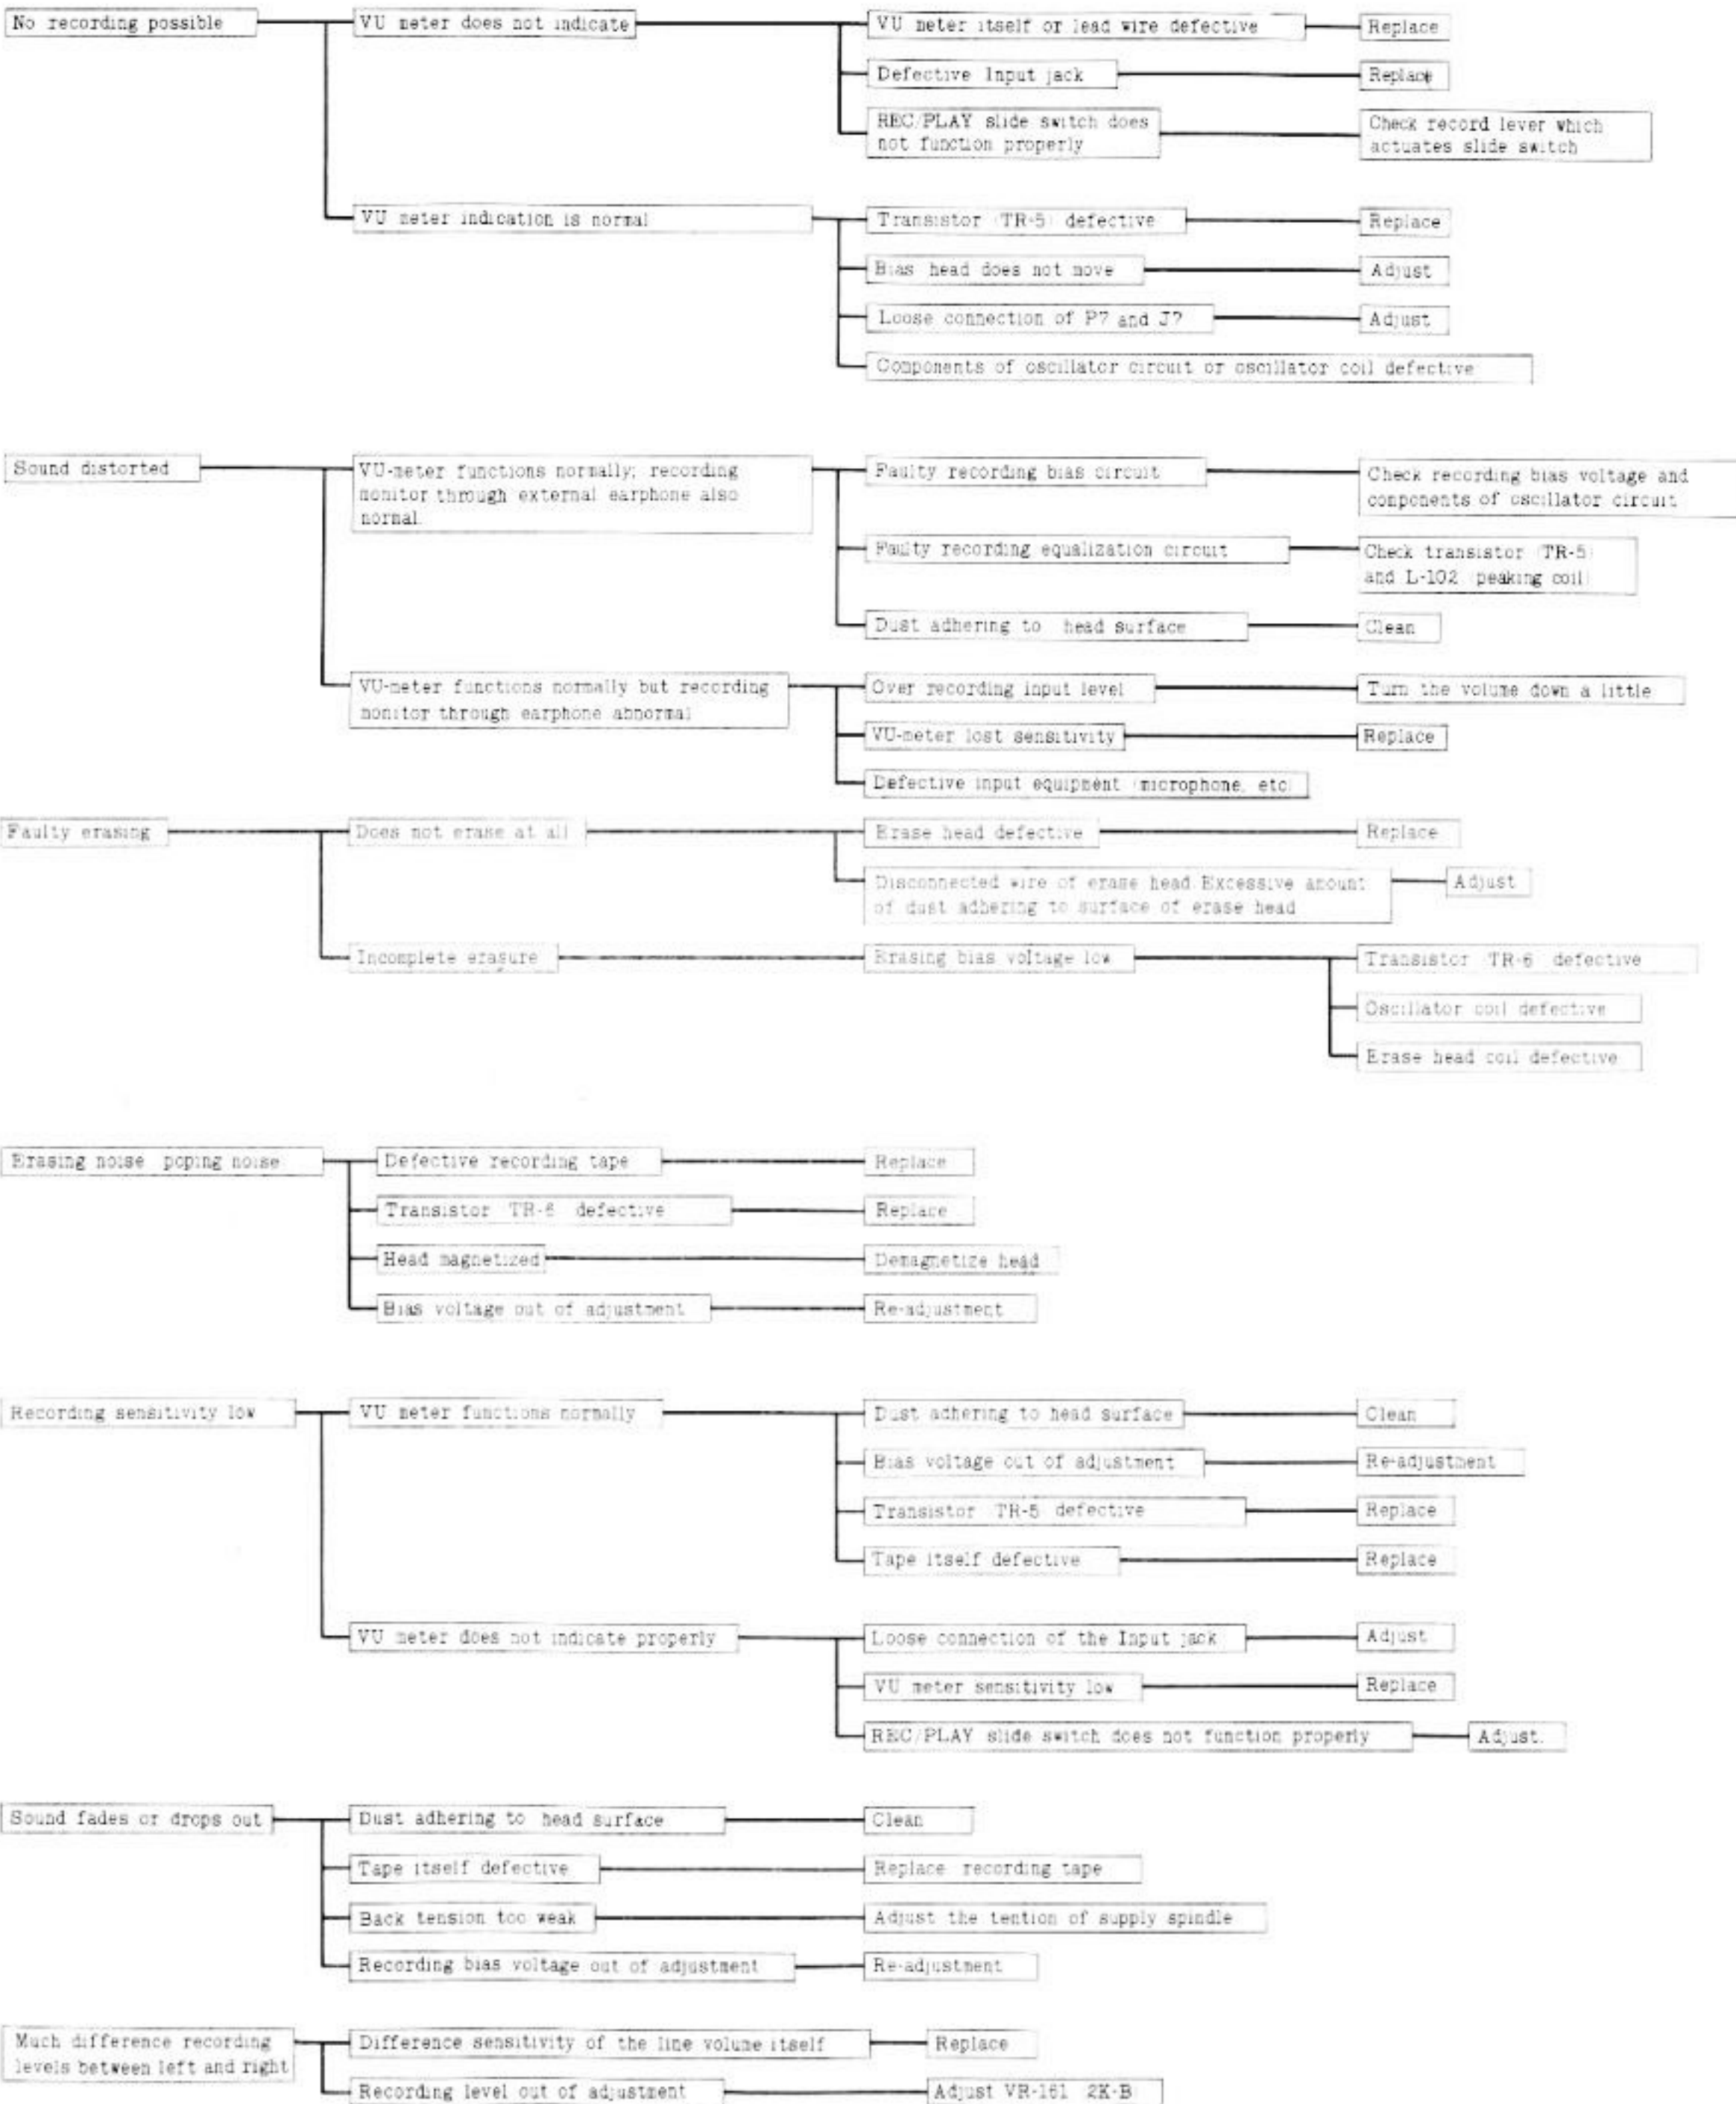 No recording possible
VU meter does not indicate
VU meter itself or lead wire defective
Replace
Defective Input jack
Replace
REC/PLAY slide switch does
not function properly
Check record lever which
actuates slide switch
VU meter indication is normal
Transistor (TR-5) defective
Replace
Bias head does not move
Adjust
Loose connection of P7 and J7
Adjust
Components of oscillator circuit or oscillator coil defective
Sound distorted
VU-meter functions normally; recording
monitor through external earphone also
normal.
Faulty recording bias circuit
Check recording bias voltage and
components of oscillator circuit
Faulty recording equalization circuit
Check transistor (TR-5)
and L-102 (peaking coil)
Dust adhering to head surface
Clean
VU-meter functions normally but recording
monitor through earphone abnormal
Over recording input level
Turn the volume down a little
VU-meter lost sensitivity
Replace
Defective input equipment (microphone, etc)
Faulty erasing
Does not erase at all
Erase head defective
Replace
Disconnected wire of erase head. Excessive amount
of dust adhering to surface of erase head
Adjust
Incomplete erasure
Erasing bias voltage low
Transistor TR-6 defective
Oscillator coil defective
Erase head coil defective
Erasing noise poping noise
Defective recording tape
Replace
Transistor TR-6 defective
Replace
Head magnetized
Demagnetize head
Bias voltage out of adjustment
Re-adjustment
Recording sensitivity low
VU meter functions normally
Dust adhering to head surface
Clean
Bias voltage out of adjustment
Re-adjustment
Transistor TR-5 defective
Replace
Tape itself defective
Replace
VU meter does not indicate properly
Loose connection of the Input jack
Adjust
VU meter sensitivity low
Replace
REC/PLAY slide switch does not function properly
Adjust.
Sound fades or drops out
Dust adhering to head surface
Clean
Tape itself defective
Replace recording tape
Back tension too weak
Adjust the tention of supply spindle
Recording bias voltage out of adjustment
Re-adjustment
Much difference recording
levels between left and right
Difference sensitivity of the line volume itself
Replace
Recording level out of adjustment
Adjust VR-161 2K-B